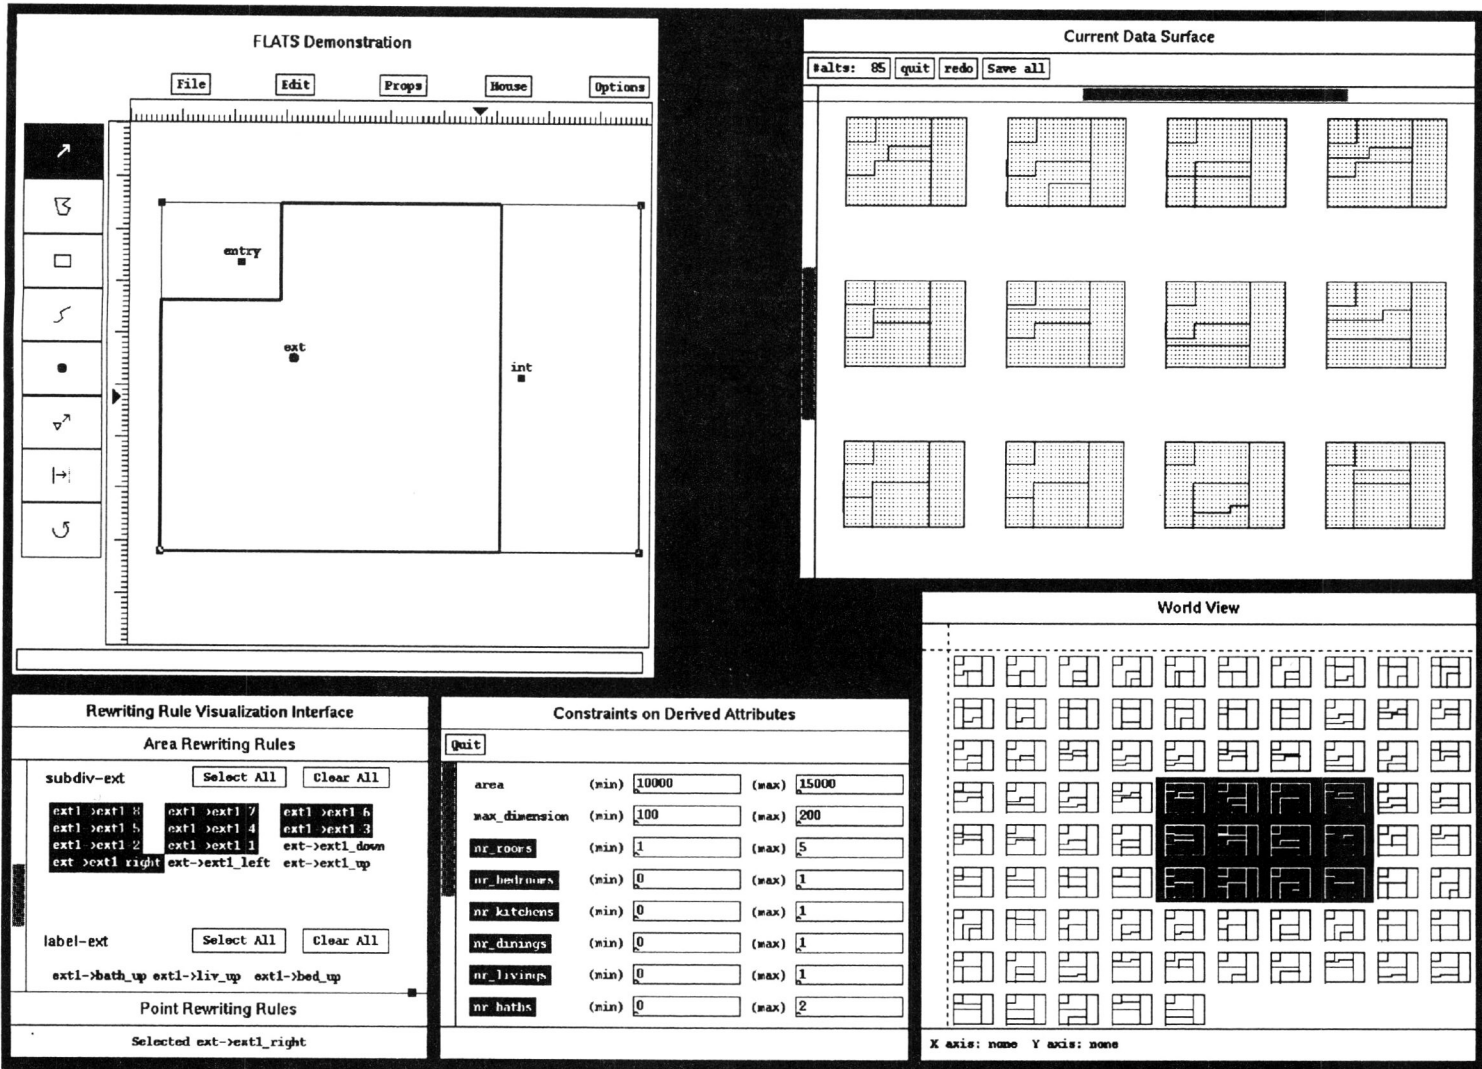 FLATS Demonstration
File Edit Props House Options
entry
ext
int
Current Data Surface
#alts: 85 quit redo Save all
World View
X axis: none Y axis: none
Rewriting Rule Visualization Interface
Area Rewriting Rules
subdiv-ext Select All Clear All
ext1->ext1_8 ext1->ext1_7 ext1->ext1_6
ext1->ext1_5 ext1->ext1_4 ext1->ext1_3
ext1->ext1_2 ext1->ext1_1 ext->ext1_down
ext->ext1_right ext->ext1_left ext->ext1_up
label-ext Select All Clear All
ext1->bath_up ext1->liv_up ext1->bed_up
Point Rewriting Rules
Selected ext->ext1_right
Constraints on Derived Attributes
Quit
area (min) 10000 (max) 15000
max_dimension (min) 100 (max) 200
nr_rooms (min) 1 (max) 5
nr_bedrooms (min) 0 (max) 1
nr_kitchens (min) 0 (max) 1
nr_dinings (min) 0 (max) 1
nr_livings (min) 0 (max) 1
nr_baths (min) 0 (max) 2